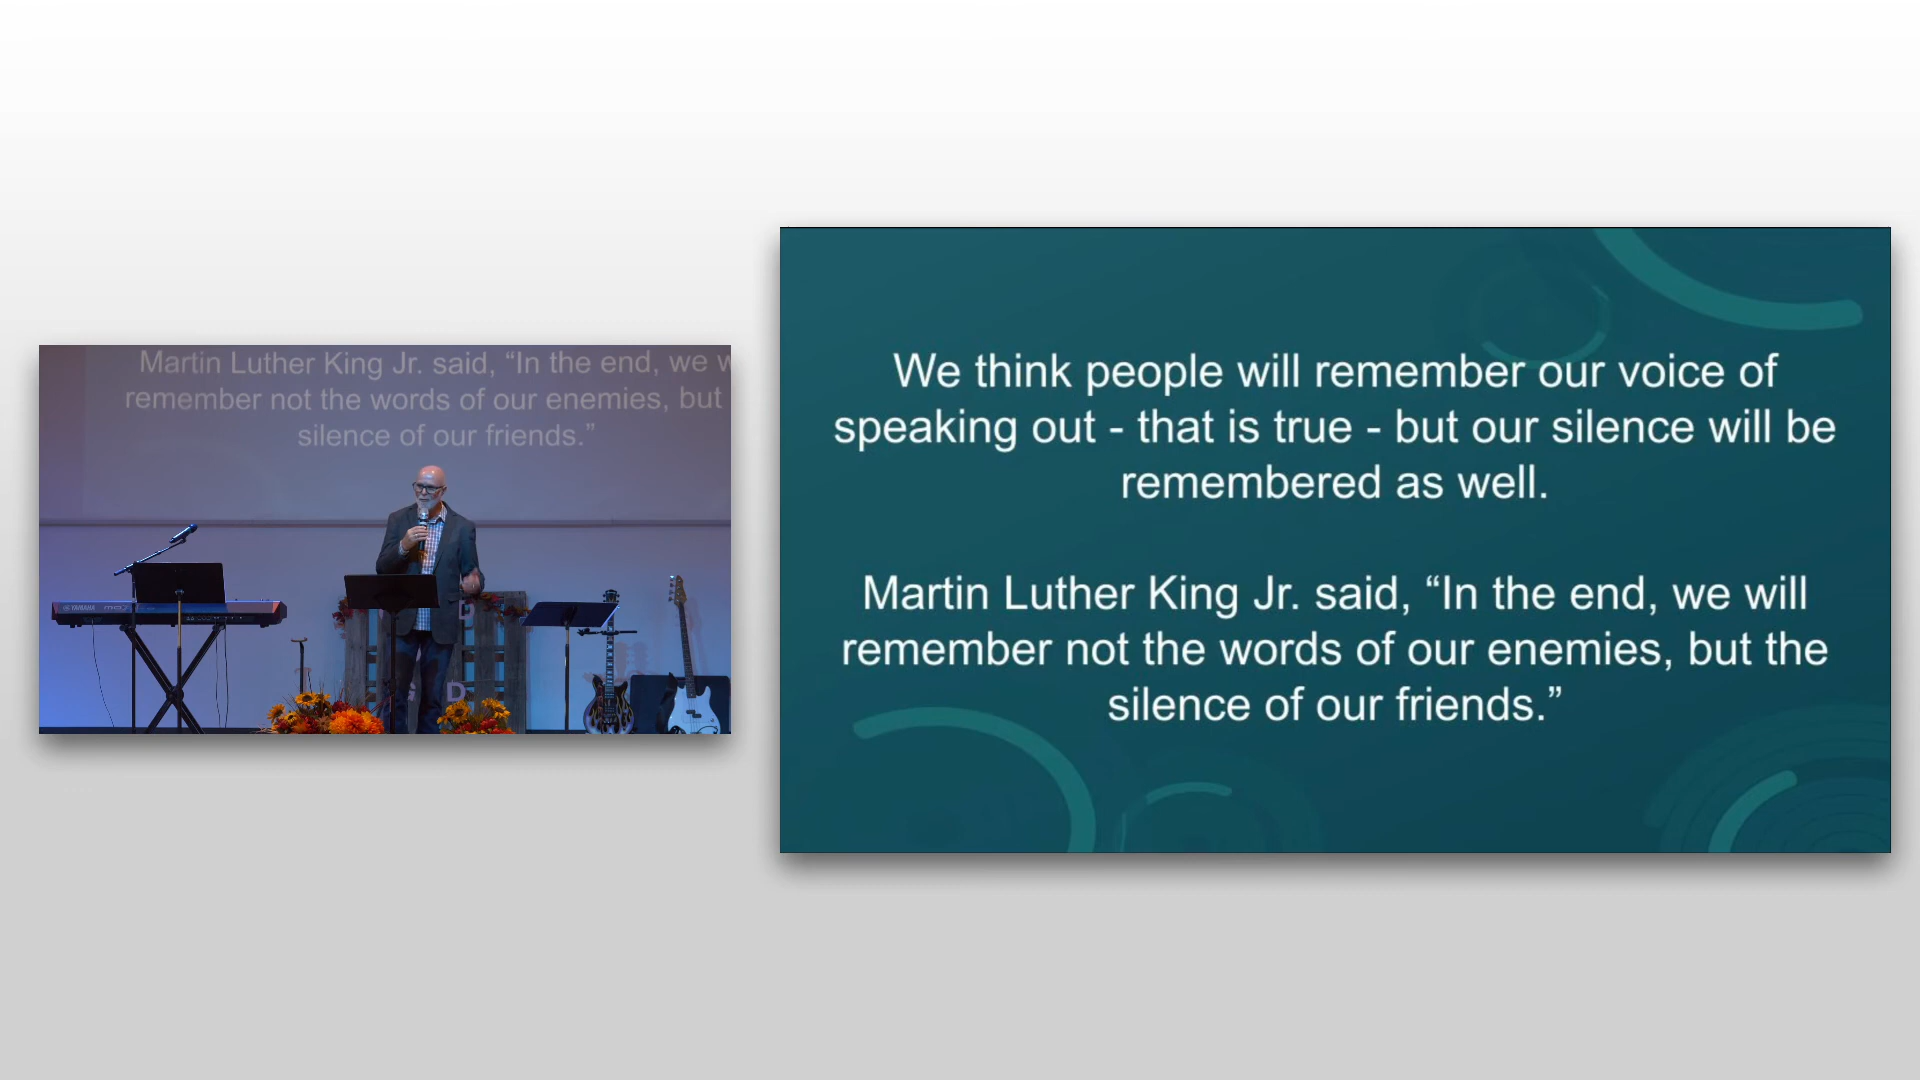 Martin Luther King Jr. said, “In the end, we w
remember not the words of our enemies, but
silence of our friends.”
YAMAHA
G D
We think people will remember our voice of
speaking out - that is true - but our silence will be
remembered as well.
Martin Luther King Jr. said, “In the end, we will
remember not the words of our enemies, but the
silence of our friends.”